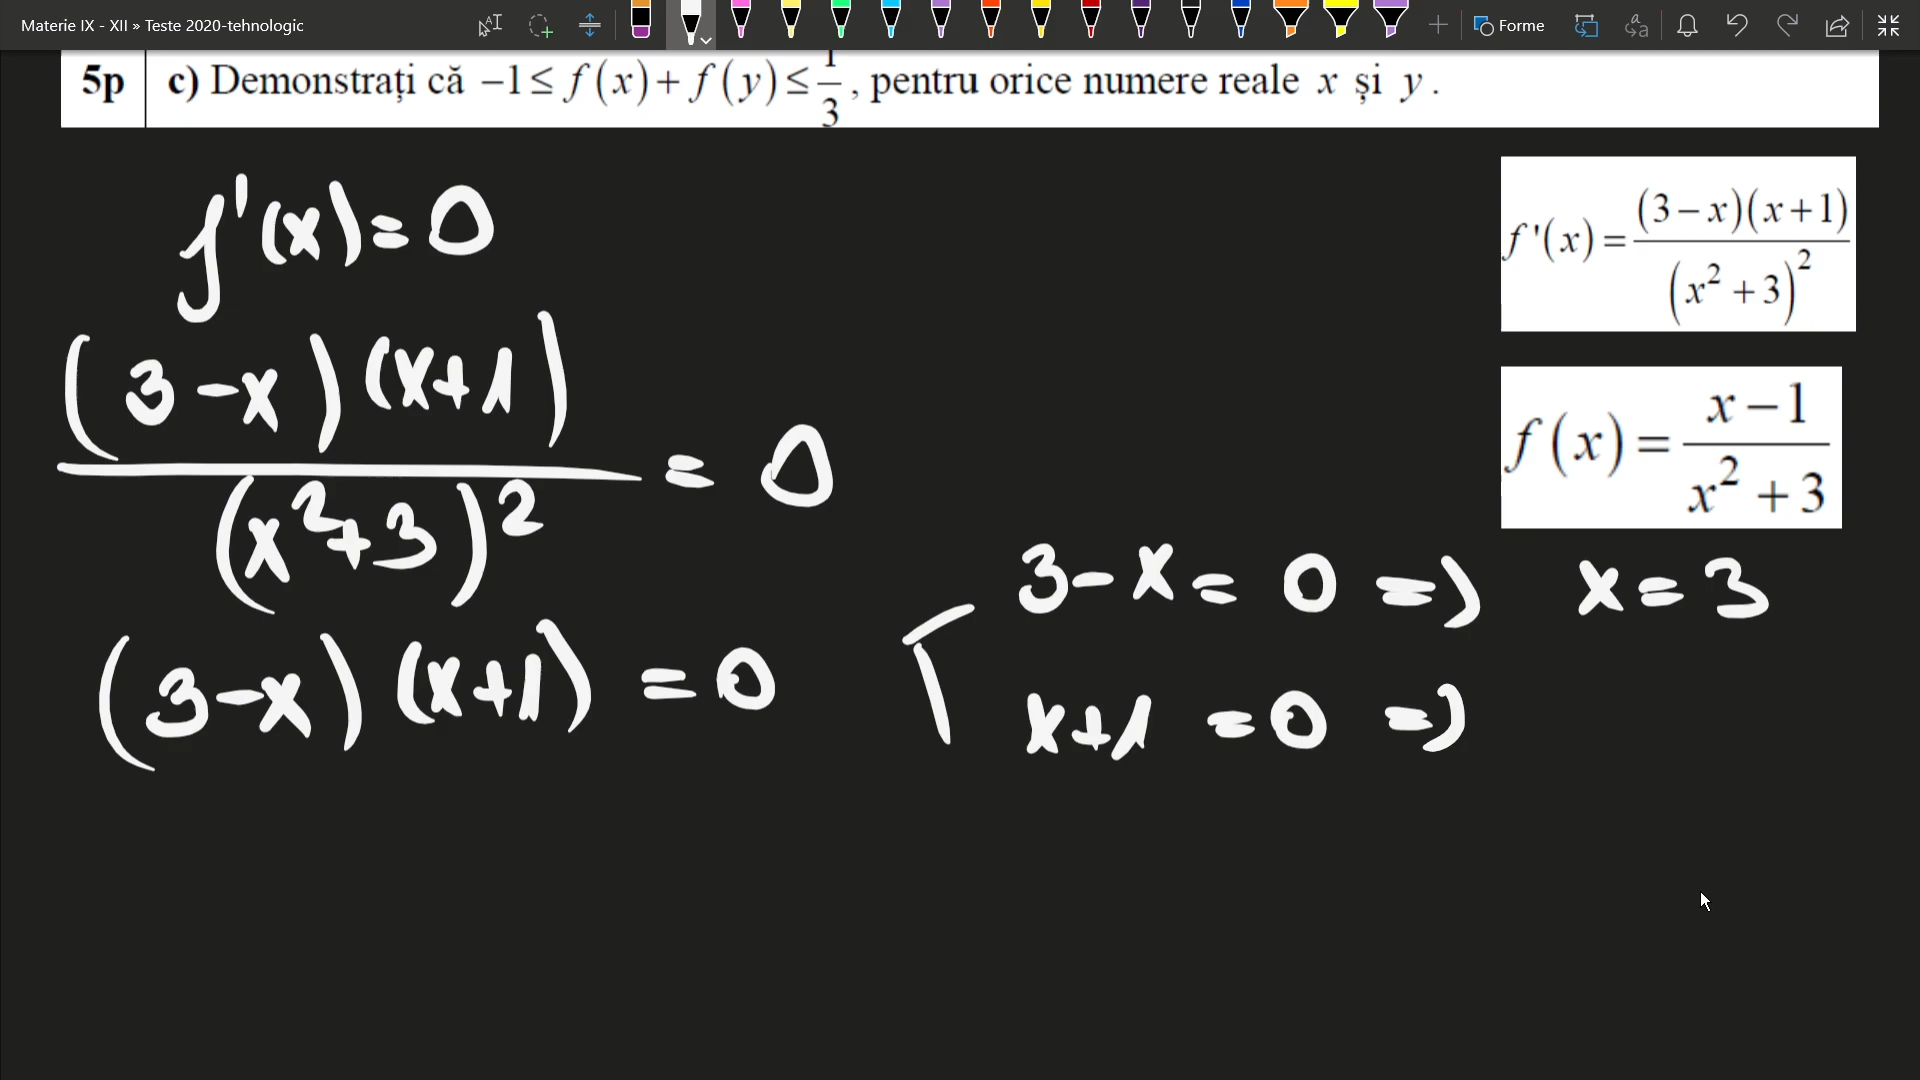 Materie IX - XII » Teste 2020-tehnologic
Forme
5p c) Demonstrați că −1 ≤ f(x) + f(y) ≤ 1/3, pentru orice numere reale x și y.
f'(x) = 0
f'(x) = (3−x)(x+1) / (x² + 3)²
(3−x)(x+1) / (x²+3)² = 0
f(x) = (x−1) / (x² + 3)
3−x = 0 => x = 3
(3−x)(x+1) = 0
x+1 = 0 =>